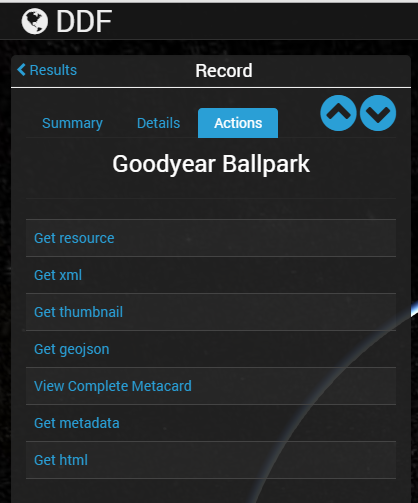 DDF
Results
Record
Summary
Details
Actions
Goodyear Ballpark
Get resource
Get xml
Get thumbnail
Get geojson
View Complete Metacard
Get metadata
Get html